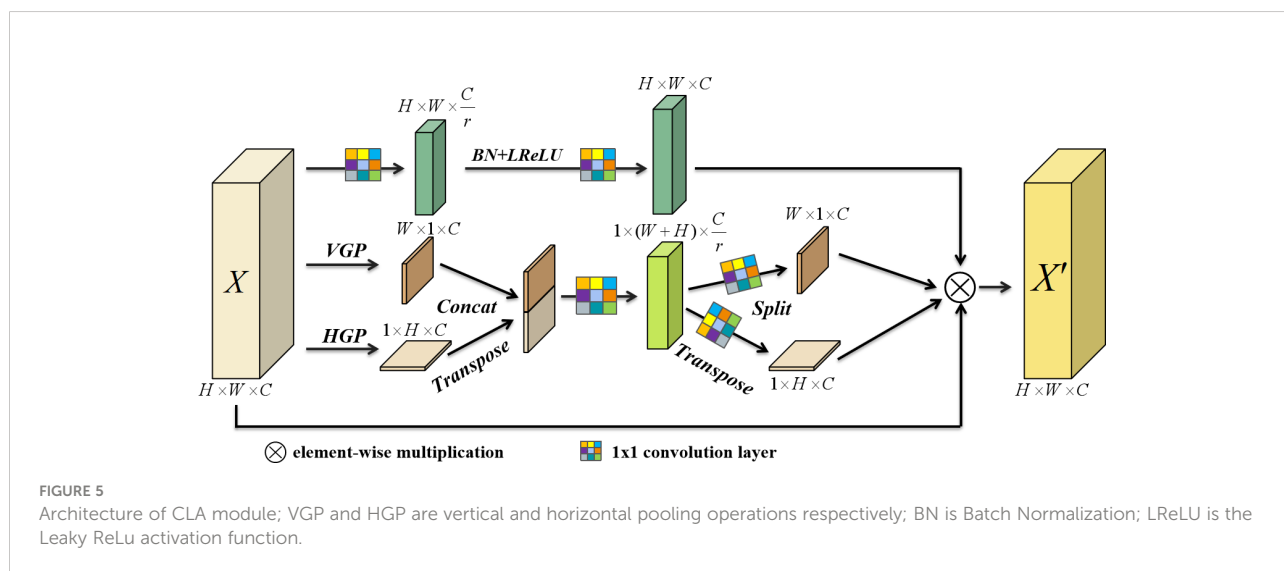 H×W×C/r
H×W×C
BN+LReLU
X
VGP
W×1×C
Concat
HGP
1×H×C
Transpose
1×(W+H)×C/r
W×1×C
Split
Transpose
1×H×C
X'
H×W×C
H×W×C
⊗ element-wise multiplication
1x1 convolution layer
FIGURE 5
Architecture of CLA module; VGP and HGP are vertical and horizontal pooling operations respectively; BN is Batch Normalization; LReLU is the
Leaky ReLu activation function.